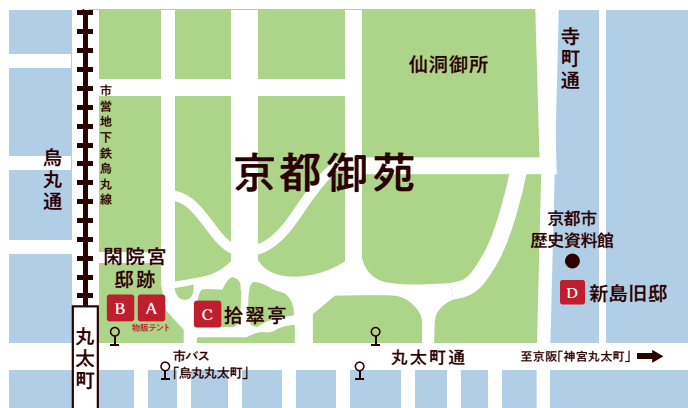 寺町通
仙洞御所
市営地下鉄烏丸線
烏丸通
京都御苑
京都市
歴史資料館
閑院宮
邸跡
B
A
物販テント
C
拾翠亭
D
新島旧邸
丸太町
市バス
「烏丸丸太町」
丸太町通
至京阪「神宮丸太町」